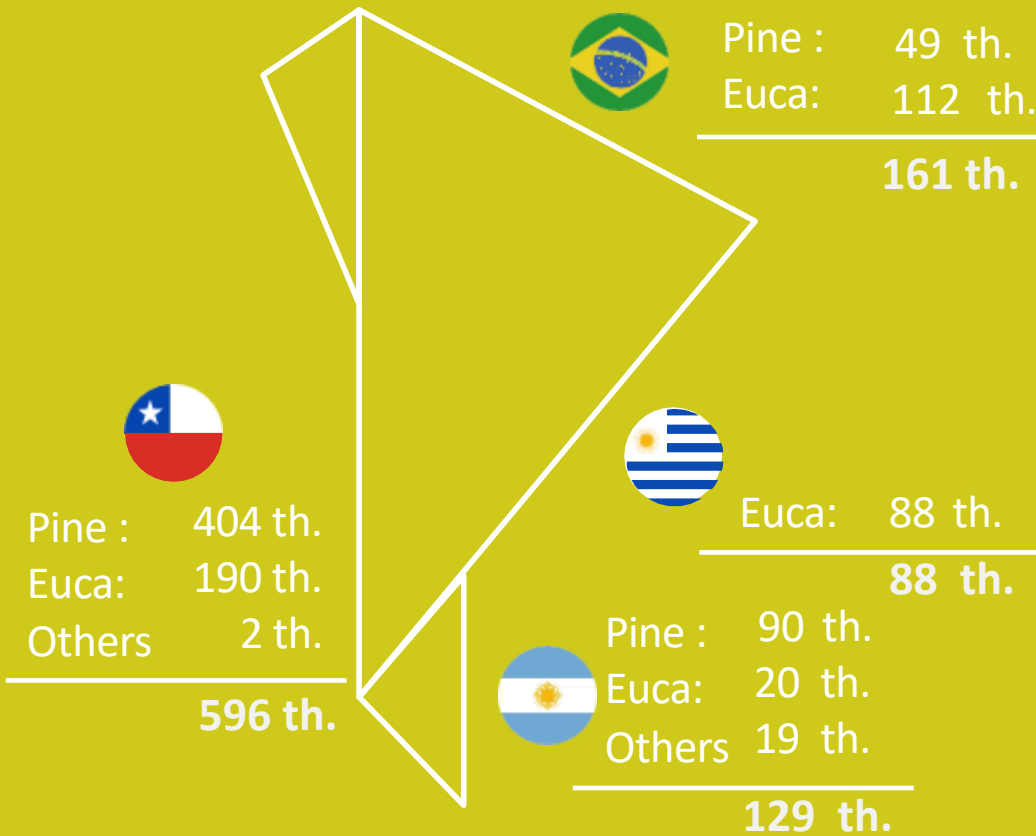 Pine : 49 th.
Euca: 112 th.
161 th.
Pine : 404 th.
Euca: 190 th.
Others 2 th.
596 th.
Euca: 88 th.
88 th.
Pine : 90 th.
Euca: 20 th.
Others 19 th.
129 th.